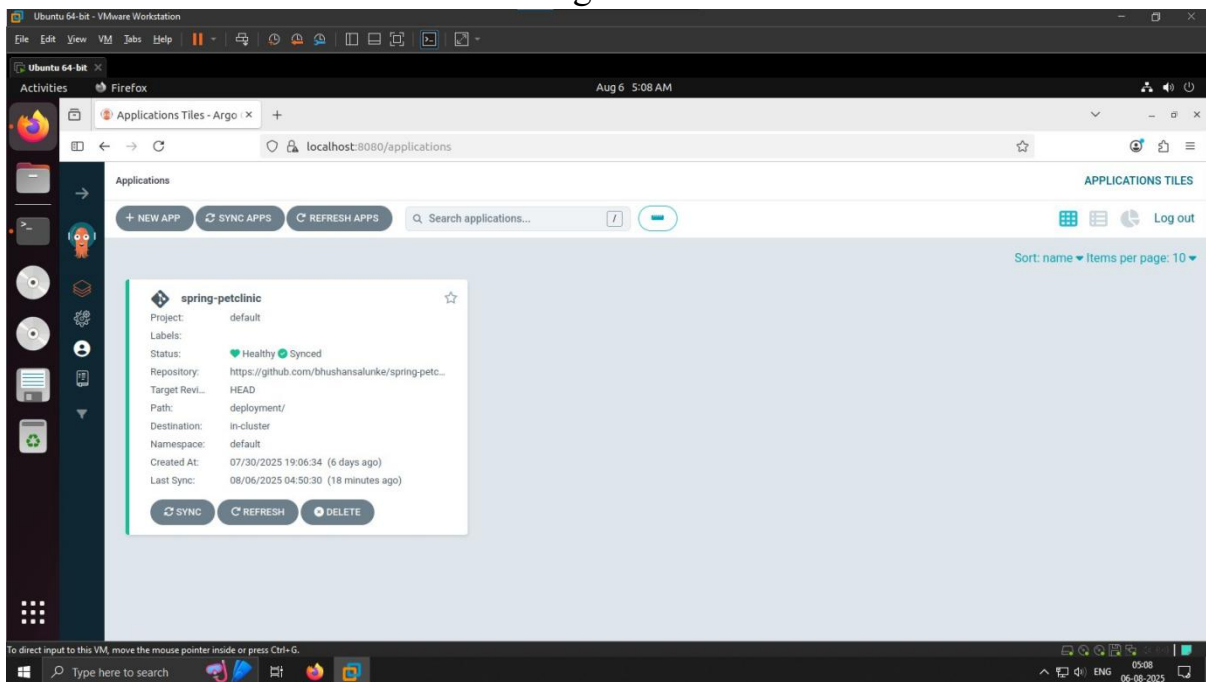 Ubuntu 64-bit - VMware Workstation
File Edit View VM Tabs Help
Ubuntu 64-bit
Activities Firefox Aug 6 5:08 AM
Applications Tiles - Argo
localhost:8080/applications
Applications APPLICATIONS TILES
+ NEW APP SYNC APPS REFRESH APPS Search applications... / Log out
Sort: name Items per page: 10
spring-petclinic
Project: default
Labels:
Status: Healthy Synced
Repository: https://github.com/bhushansalunke/spring-petc...
Target Revi... HEAD
Path: deployment/
Destination: in-cluster
Namespace: default
Created At: 07/30/2025 19:06:34 (6 days ago)
Last Sync: 08/06/2025 04:50:30 (18 minutes ago)
SYNC REFRESH DELETE
To direct input to this VM, move the mouse pointer inside or press Ctrl+G.
Type here to search ENG 05:08
06-08-2025